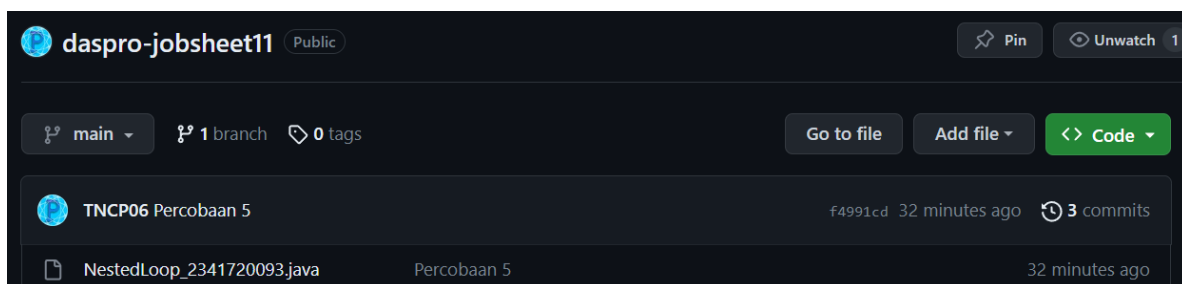 daspro-jobsheet11 Public Pin Unwatch 1
main 1 branch 0 tags Go to file Add file <> Code
TNCP06 Percobaan 5 f4991cd 32 minutes ago 3 commits
NestedLoop_2341720093.java Percobaan 5 32 minutes ago